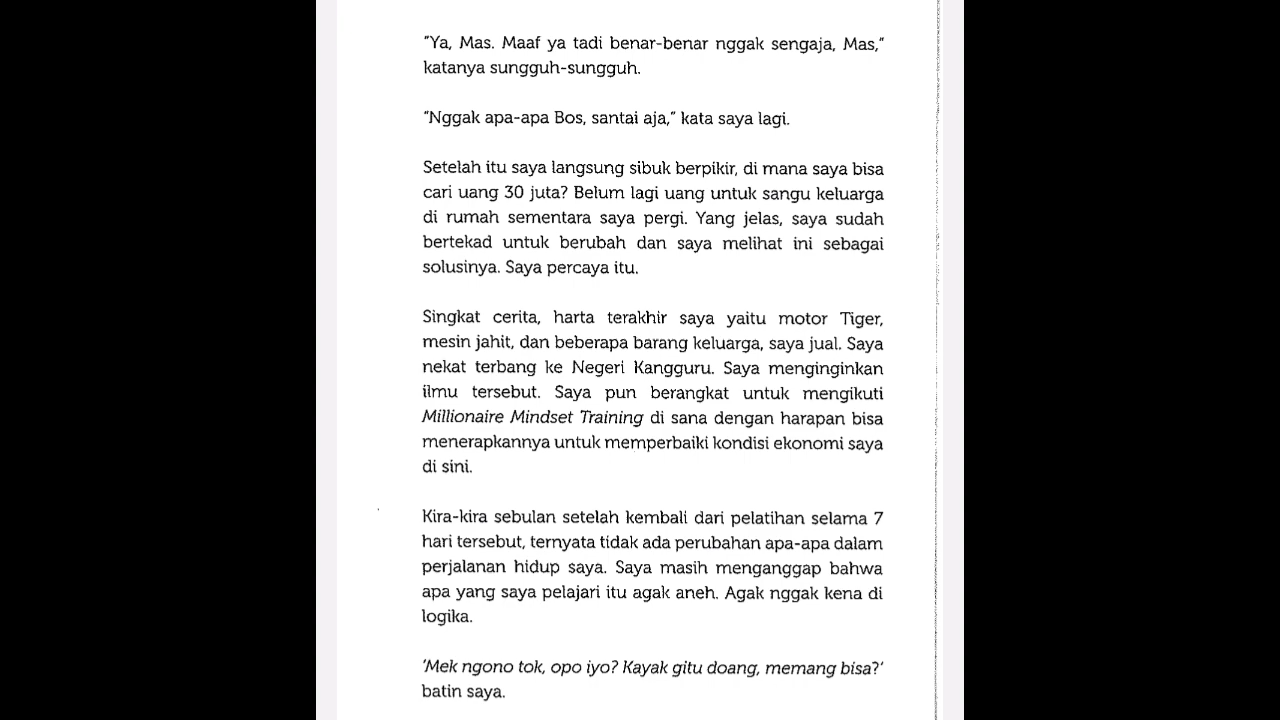 "Ya, Mas. Maaf ya tadi benar-benar nggak sengaja, Mas,"
katanya sungguh-sungguh.
"Nggak apa-apa Bos, santai aja," kata saya lagi.
Setelah itu saya langsung sibuk berpikir, di mana saya bisa
cari uang 30 juta? Belum lagi uang untuk sangu keluarga
di rumah sementara saya pergi. Yang jelas, saya sudah
bertekad untuk berubah dan saya melihat ini sebagai
solusinya. Saya percaya itu.
Singkat cerita, harta terakhir saya yaitu motor Tiger,
mesin jahit, dan beberapa barang keluarga, saya jual. Saya
nekat terbang ke Negeri Kangguru. Saya menginginkan
ilmu tersebut. Saya pun berangkat untuk mengikuti
Millionaire Mindset Training di sana dengan harapan bisa
menerapkannya untuk memperbaiki kondisi ekonomi saya
di sini.
Kira-kira sebulan setelah kembali dari pelatihan selama 7
hari tersebut, ternyata tidak ada perubahan apa-apa dalam
perjalanan hidup saya. Saya masih menganggap bahwa
apa yang saya pelajari itu agak aneh. Agak nggak kena di
logika.
'Mek ngono tok, opo iyo? Kayak gitu doang, memang bisa?'
batin saya.